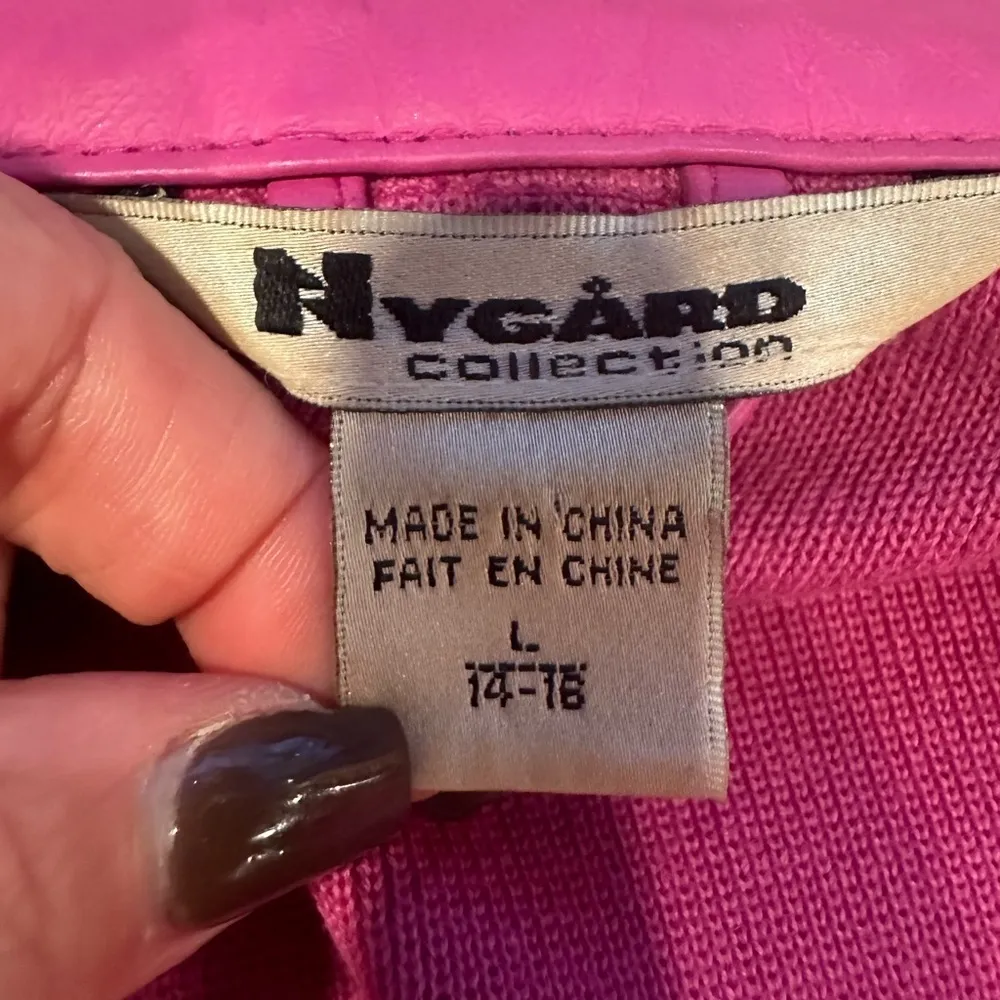 NYGÅRD
collection
MADE IN CHINA
FAIT EN CHINE
L
14-16